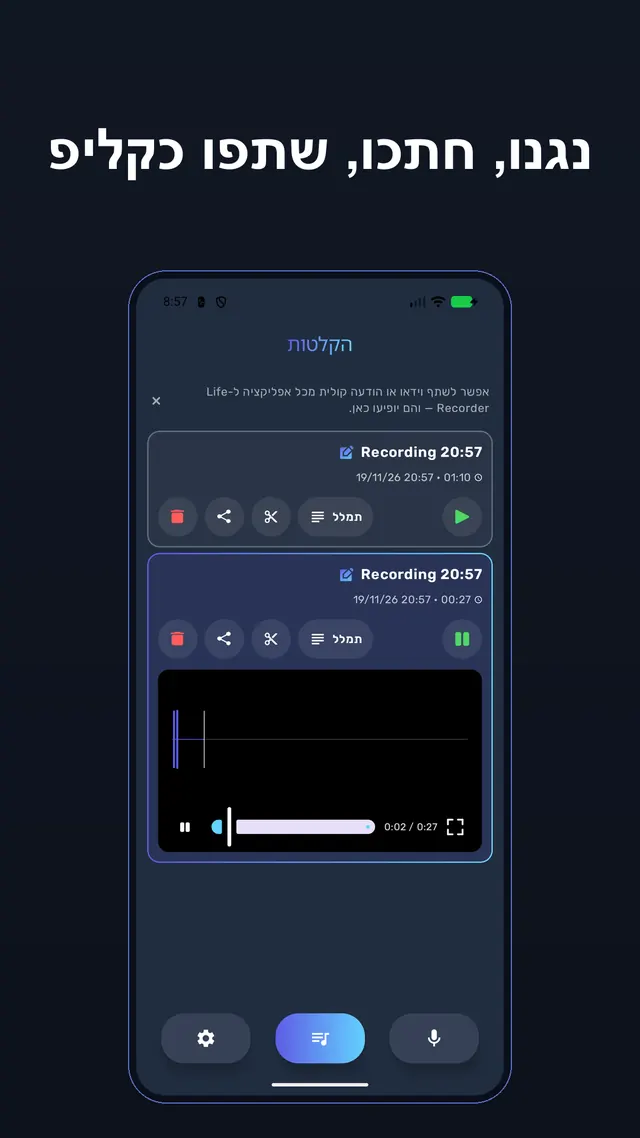 נגנו, חתכו, שתפו כקליפ
8:57
הקלטות
אפשר לשתף וידאו או הודעה קולית מכל אפליקציה ל-Life
Recorder — והם יופיעו כאן.
Recording 20:57
19/11/26 20:57 • 01:10
תמלל
Recording 20:57
19/11/26 20:57 • 00:27
תמלל
0:02 / 0:27